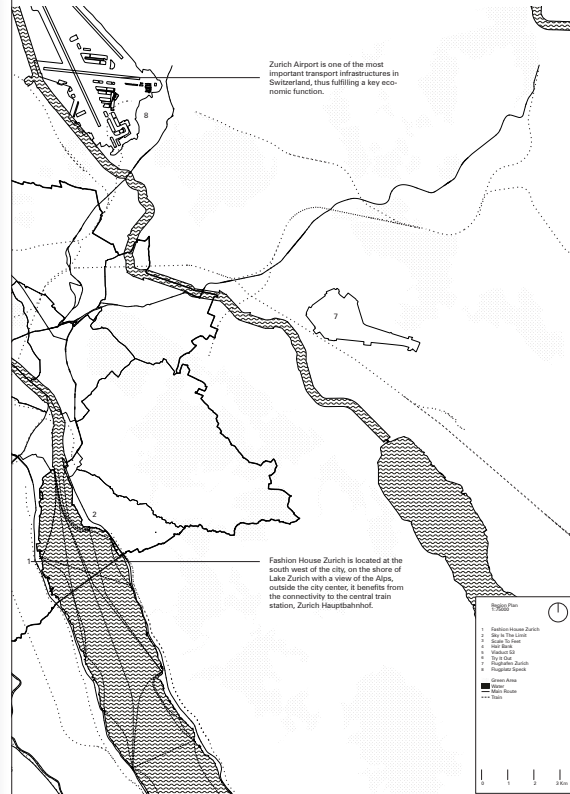 Zurich Airport is one of the most
important transport infrastructures in
Switzerland, thus fulfilling a key eco-
nomic function.
8
7
2
1
Fashion House Zurich is located at the
south west of the city, on the shore of
Lake Zurich with a view of the Alps,
outside the city center, it benefits from
the connectivity to the central train
station, Zurich Hauptbahnhof.
Region Plan
1:75000
1 Fashion House Zurich
2 Sky Is The Limit
3 Scale To Feet
4 Hair Bank
5 Viaduct S3
6 Try It Out
7 Flughafen Zurich
8 Flugplatz Speck
Green Area
Water
Main Route
Train
0 1 2 3 Km